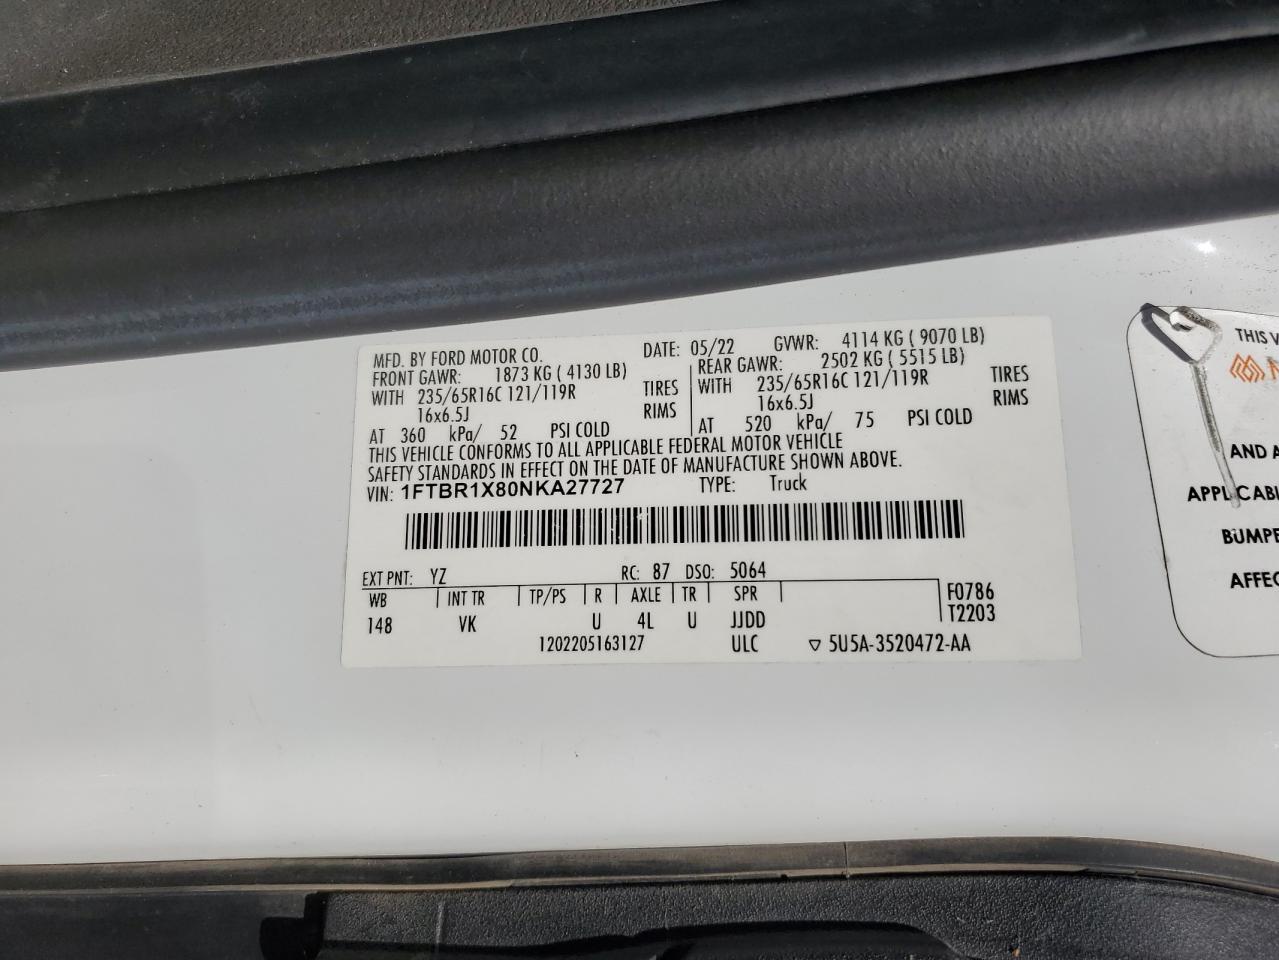 MFD. BY FORD MOTOR CO.
DATE: 05/22 GVWR: 4114 KG ( 9070 LB)
FRONT GAWR: 1873 KG ( 4130 LB)
WITH 235/65R16C 121/119R TIRES
16x6.5J RIMS
AT 360 kPa/ 52 PSI COLD
REAR GAWR: 2502 KG ( 5515 LB)
WITH 235/65R16C 121/119R TIRES
16x6.5J RIMS
AT 520 kPa/ 75 PSI COLD
THIS VEHICLE CONFORMS TO ALL APPLICABLE FEDERAL MOTOR VEHICLE
SAFETY STANDARDS IN EFFECT ON THE DATE OF MANUFACTURE SHOWN ABOVE.
VIN: 1FTBR1X80NKA27727 TYPE: Truck
EXT PNT: YZ RC: 87 DSO: 5064
WB INT TR TP/PS R AXLE TR SPR F0786
148 VK U 4L U JJDD T2203
1202205163127 ULC ▽ 5U5A-3520472-AA
THIS V
AND A
APPLICABL
BUMPE
AFFEC